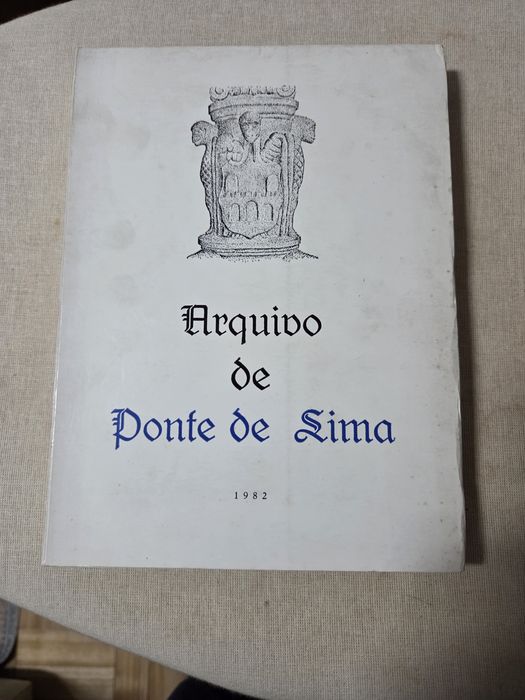 Arquivo
de
Ponte de Lima
1982